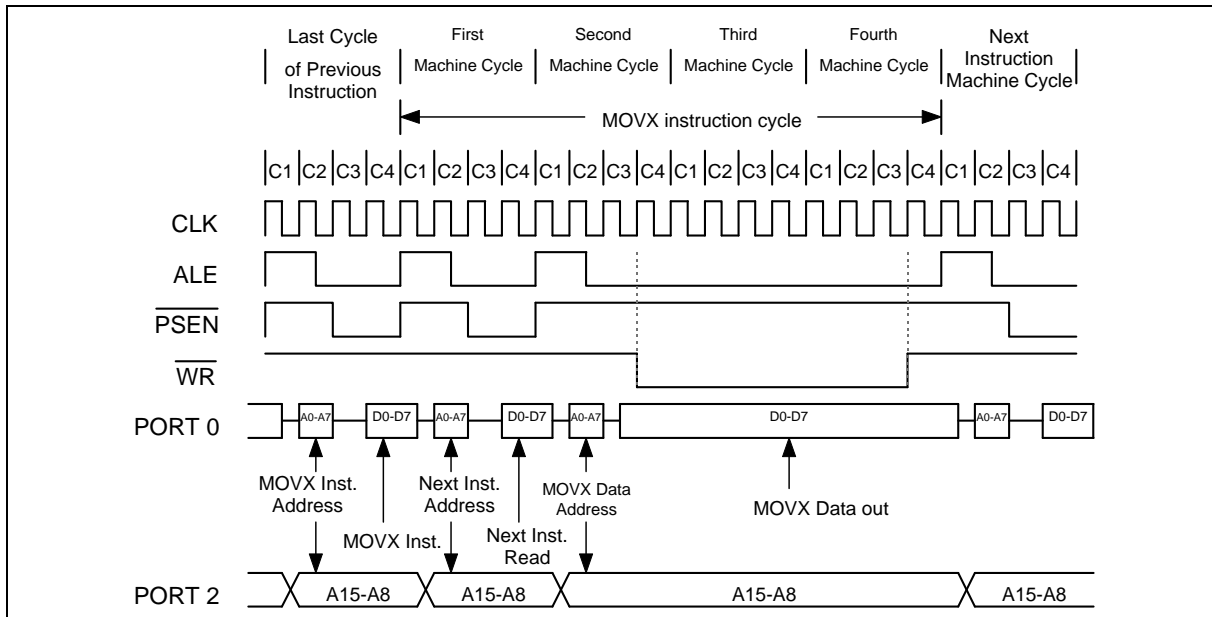 Last Cycle
of Previous
Instruction
First
Machine Cycle
Second
Machine Cycle
Third
Machine Cycle
Fourth
Machine Cycle
Next
Instruction
Machine Cycle
MOVX instruction cycle
C1 C2 C3 C4 C1 C2 C3 C4 C1 C2 C3 C4 C1 C2 C3 C4 C1 C2 C3 C4 C1 C2 C3 C4
CLK
ALE
PSEN
WR
PORT 0
A0-A7 D0-D7 A0-A7 D0-D7 A0-A7 D0-D7 A0-A7 D0-D7
MOVX Inst.
Address
MOVX Inst.
Next Inst.
Address
Next Inst.
Read
MOVX Data
Address
MOVX Data out
PORT 2
A15-A8 A15-A8 A15-A8 A15-A8